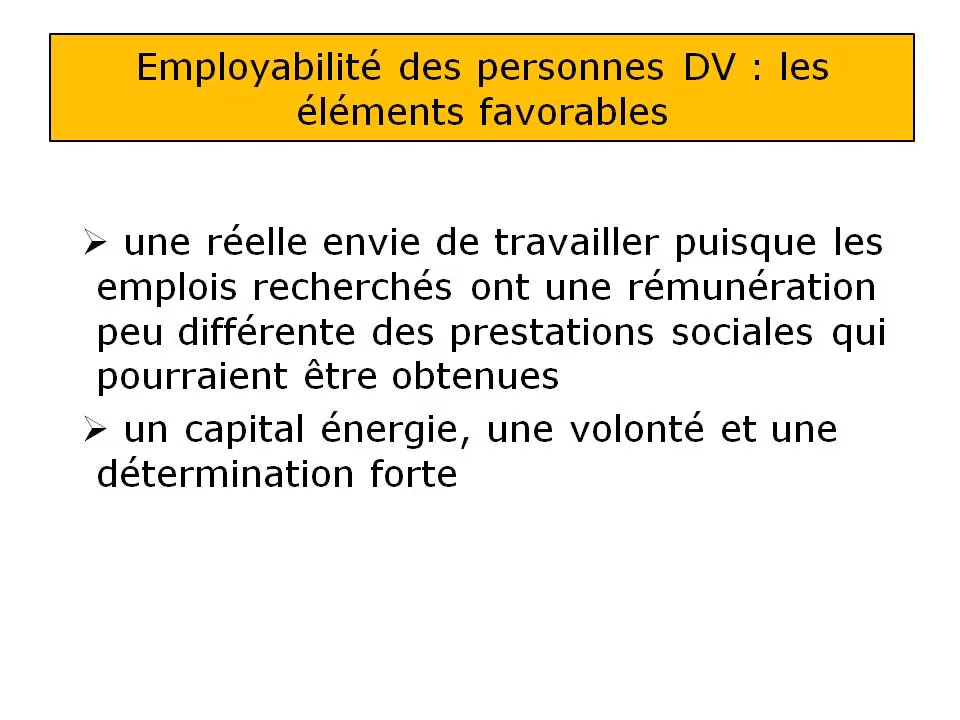 Employabilité des personnes DV : les
éléments favorables
➢ une réelle envie de travailler puisque les
emplois recherchés ont une rémunération
peu différente des prestations sociales qui
pourraient être obtenues
➢ un capital énergie, une volonté et une
détermination forte